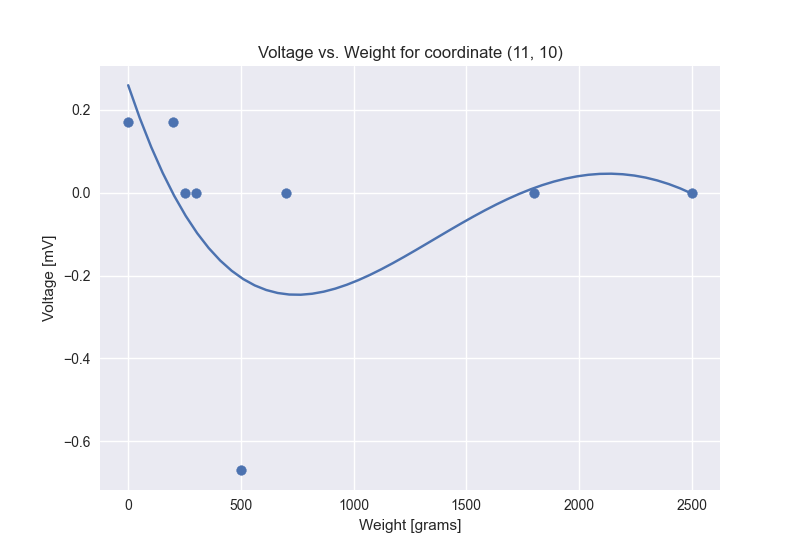 Voltage vs. Weight for coordinate (11, 10)
0.2
0.0
−0.2
−0.4
−0.6
Voltage [mV]
0 500 1000 1500 2000 2500
Weight [grams]